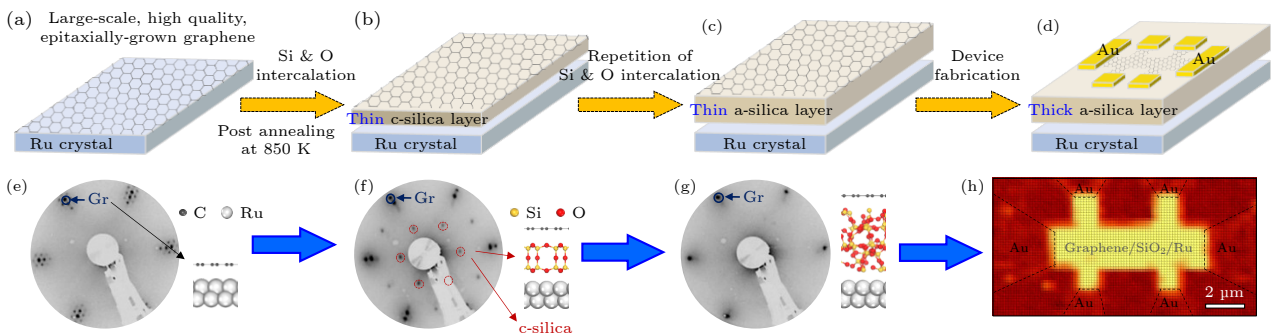 (a)
Large-scale, high quality,
epitaxially-grown graphene
Ru crystal
Si & O
intercalation
Post annealing
at 850 K
(b)
Thin c-silica layer
Ru crystal
Repetition of
Si & O intercalation
(c)
Thin a-silica layer
Ru crystal
Device
fabrication
(d)
Au
Au
Thick a-silica layer
Ru crystal
(e)
Gr
C
Ru
(f)
Gr
Si
O
c-silica
(g)
Gr
(h)
Au
Au
Au
Graphene/SiO2/Ru
Au
Au
Au
2 µm